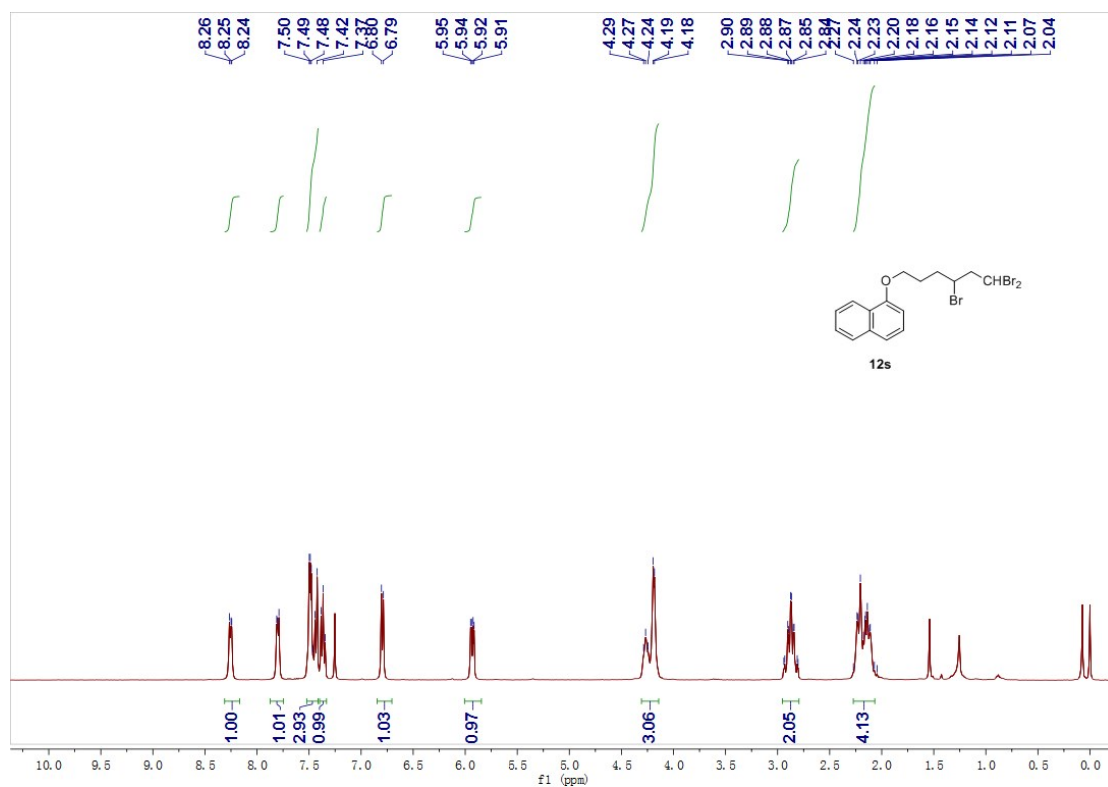 8.26 8.25 8.24 7.50 7.49 7.48 7.42 7.37 6.80 6.79 5.95 5.94 5.92 5.91 4.29 4.27 4.24 4.19 4.18 2.90 2.89 2.88 2.87 2.85 2.84 2.27 2.24 2.23 2.20 2.18 2.16 2.15 2.14 2.12 2.11 2.07 2.04
O
CHBr2
Br
12s
1.00 1.01 2.93 0.99 1.03 0.97 3.06 2.05 4.13
10.0 9.5 9.0 8.5 8.0 7.5 7.0 6.5 6.0 5.5 5.0 4.5 4.0 3.5 3.0 2.5 2.0 1.5 1.0 0.5 0.0
f1 (ppm)